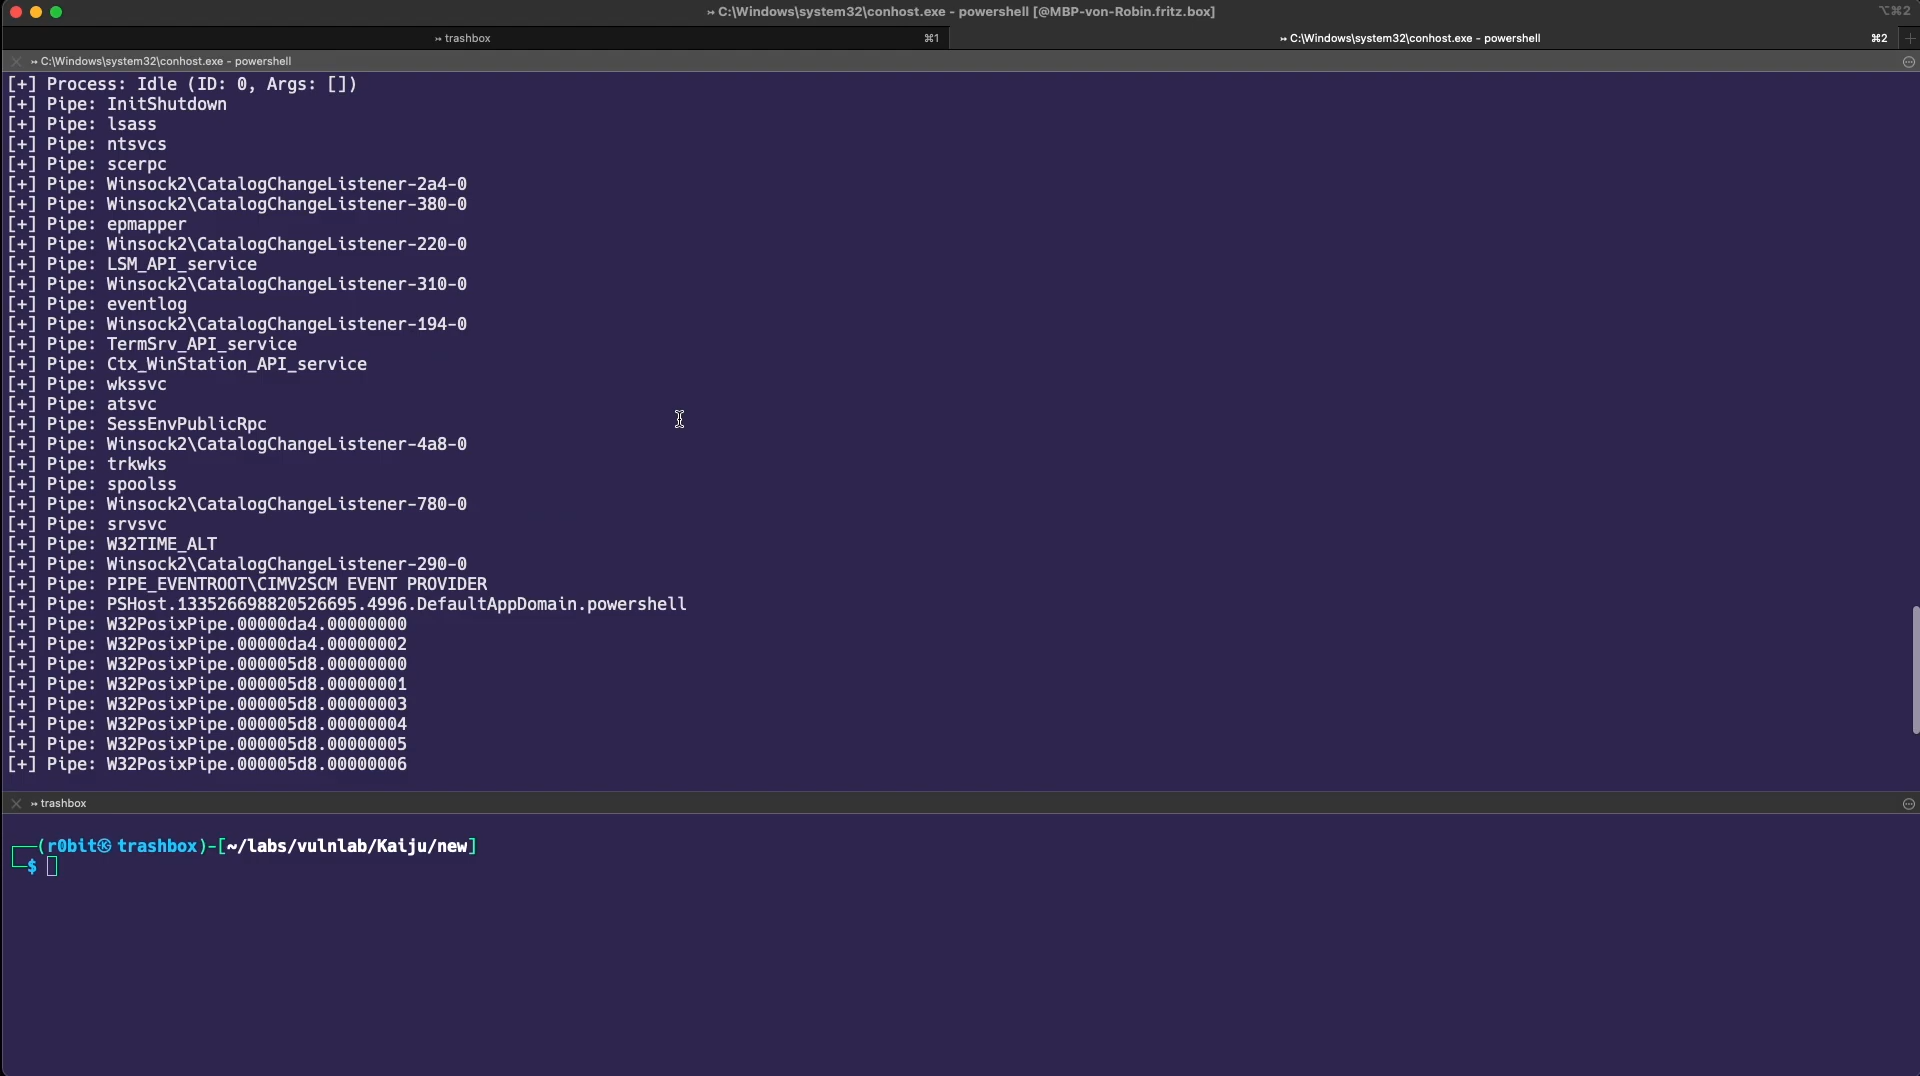 ↣ C:\Windows\system32\conhost.exe - powershell [@MBP-von-Robin.fritz.box]
⌥⌘2
↣ trashbox
⌘1
↣ C:\Windows\system32\conhost.exe - powershell
⌘2
↣ C:\Windows\system32\conhost.exe - powershell
[+] Process: Idle (ID: 0, Args: [])
[+] Pipe: InitShutdown
[+] Pipe: lsass
[+] Pipe: ntsvcs
[+] Pipe: scerpc
[+] Pipe: Winsock2\CatalogChangeListener-2a4-0
[+] Pipe: Winsock2\CatalogChangeListener-380-0
[+] Pipe: epmapper
[+] Pipe: Winsock2\CatalogChangeListener-220-0
[+] Pipe: LSM_API_service
[+] Pipe: Winsock2\CatalogChangeListener-310-0
[+] Pipe: eventlog
[+] Pipe: Winsock2\CatalogChangeListener-194-0
[+] Pipe: TermSrv_API_service
[+] Pipe: Ctx_WinStation_API_service
[+] Pipe: wkssvc
[+] Pipe: atsvc
[+] Pipe: SessEnvPublicRpc
[+] Pipe: Winsock2\CatalogChangeListener-4a8-0
[+] Pipe: trkwks
[+] Pipe: spoolss
[+] Pipe: Winsock2\CatalogChangeListener-780-0
[+] Pipe: srvsvc
[+] Pipe: W32TIME_ALT
[+] Pipe: Winsock2\CatalogChangeListener-290-0
[+] Pipe: PIPE_EVENTROOT\CIMV2SCM EVENT PROVIDER
[+] Pipe: PSHost.133526698820526695.4996.DefaultAppDomain.powershell
[+] Pipe: W32PosixPipe.00000da4.00000000
[+] Pipe: W32PosixPipe.00000da4.00000002
[+] Pipe: W32PosixPipe.000005d8.00000000
[+] Pipe: W32PosixPipe.000005d8.00000001
[+] Pipe: W32PosixPipe.000005d8.00000003
[+] Pipe: W32PosixPipe.000005d8.00000004
[+] Pipe: W32PosixPipe.000005d8.00000005
[+] Pipe: W32PosixPipe.000005d8.00000006
↣ trashbox
┌──(r0bit㉿trashbox)-[~/labs/vulnlab/Kaiju/new]
└─$